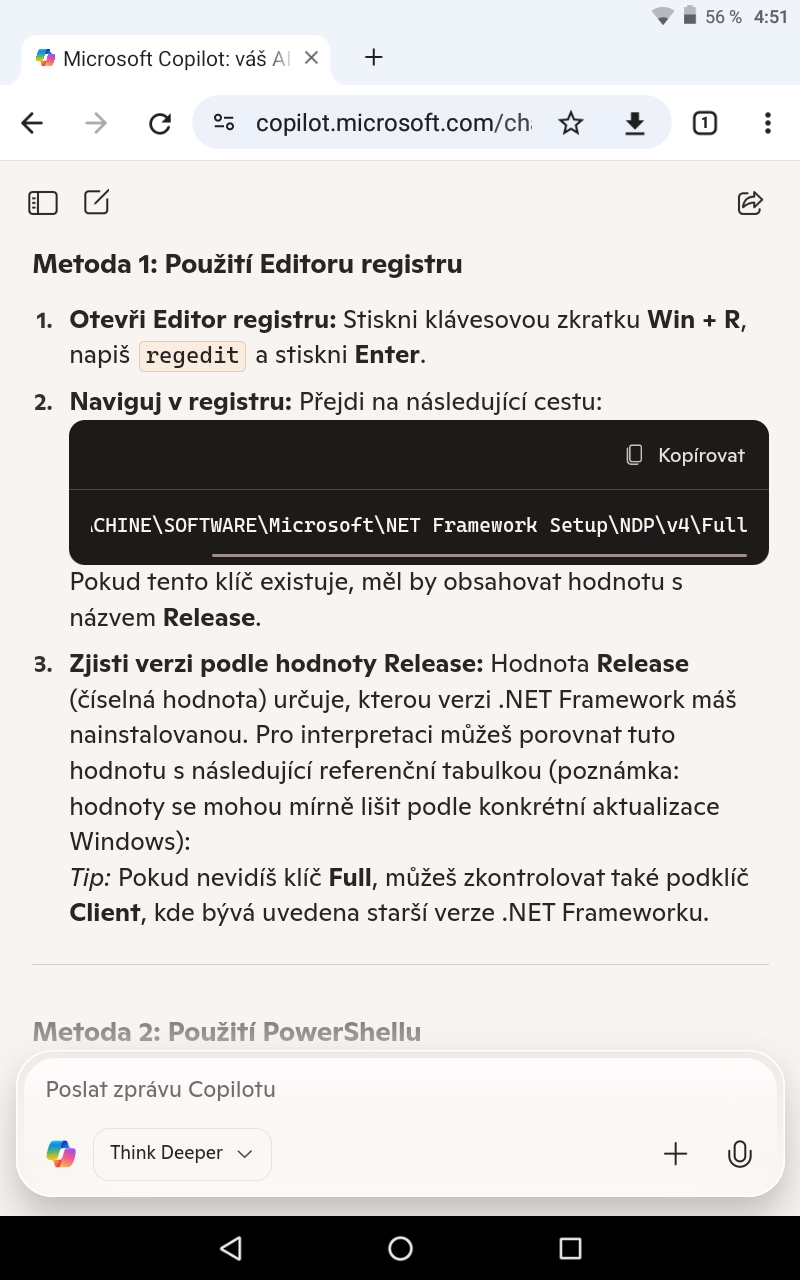 56 % 4:51
Microsoft Copilot: váš AI
copilot.microsoft.com/ch
1
Metoda 1: Použití Editoru registru
1. Otevři Editor registru: Stiskni klávesovou zkratku Win + R,
napiš regedit a stiskni Enter.
2. Naviguj v registru: Přejdi na následující cestu:
Kopírovat
ACHINE\SOFTWARE\Microsoft\NET Framework Setup\NDP\v4\Full
Pokud tento klíč existuje, měl by obsahovat hodnotu s
názvem Release.
3. Zjisti verzi podle hodnoty Release: Hodnota Release
(číselná hodnota) určuje, kterou verzi .NET Framework máš
nainstalovanou. Pro interpretaci můžeš porovnat tuto
hodnotu s následující referenční tabulkou (poznámka:
hodnoty se mohou mírně lišit podle konkrétní aktualizace
Windows):
Tip: Pokud nevidíš klíč Full, můžeš zkontrolovat také podklíč
Client, kde bývá uvedena starší verze .NET Frameworku.
Metoda 2: Použití PowerShellu
Poslat zprávu Copilotu
Think Deeper